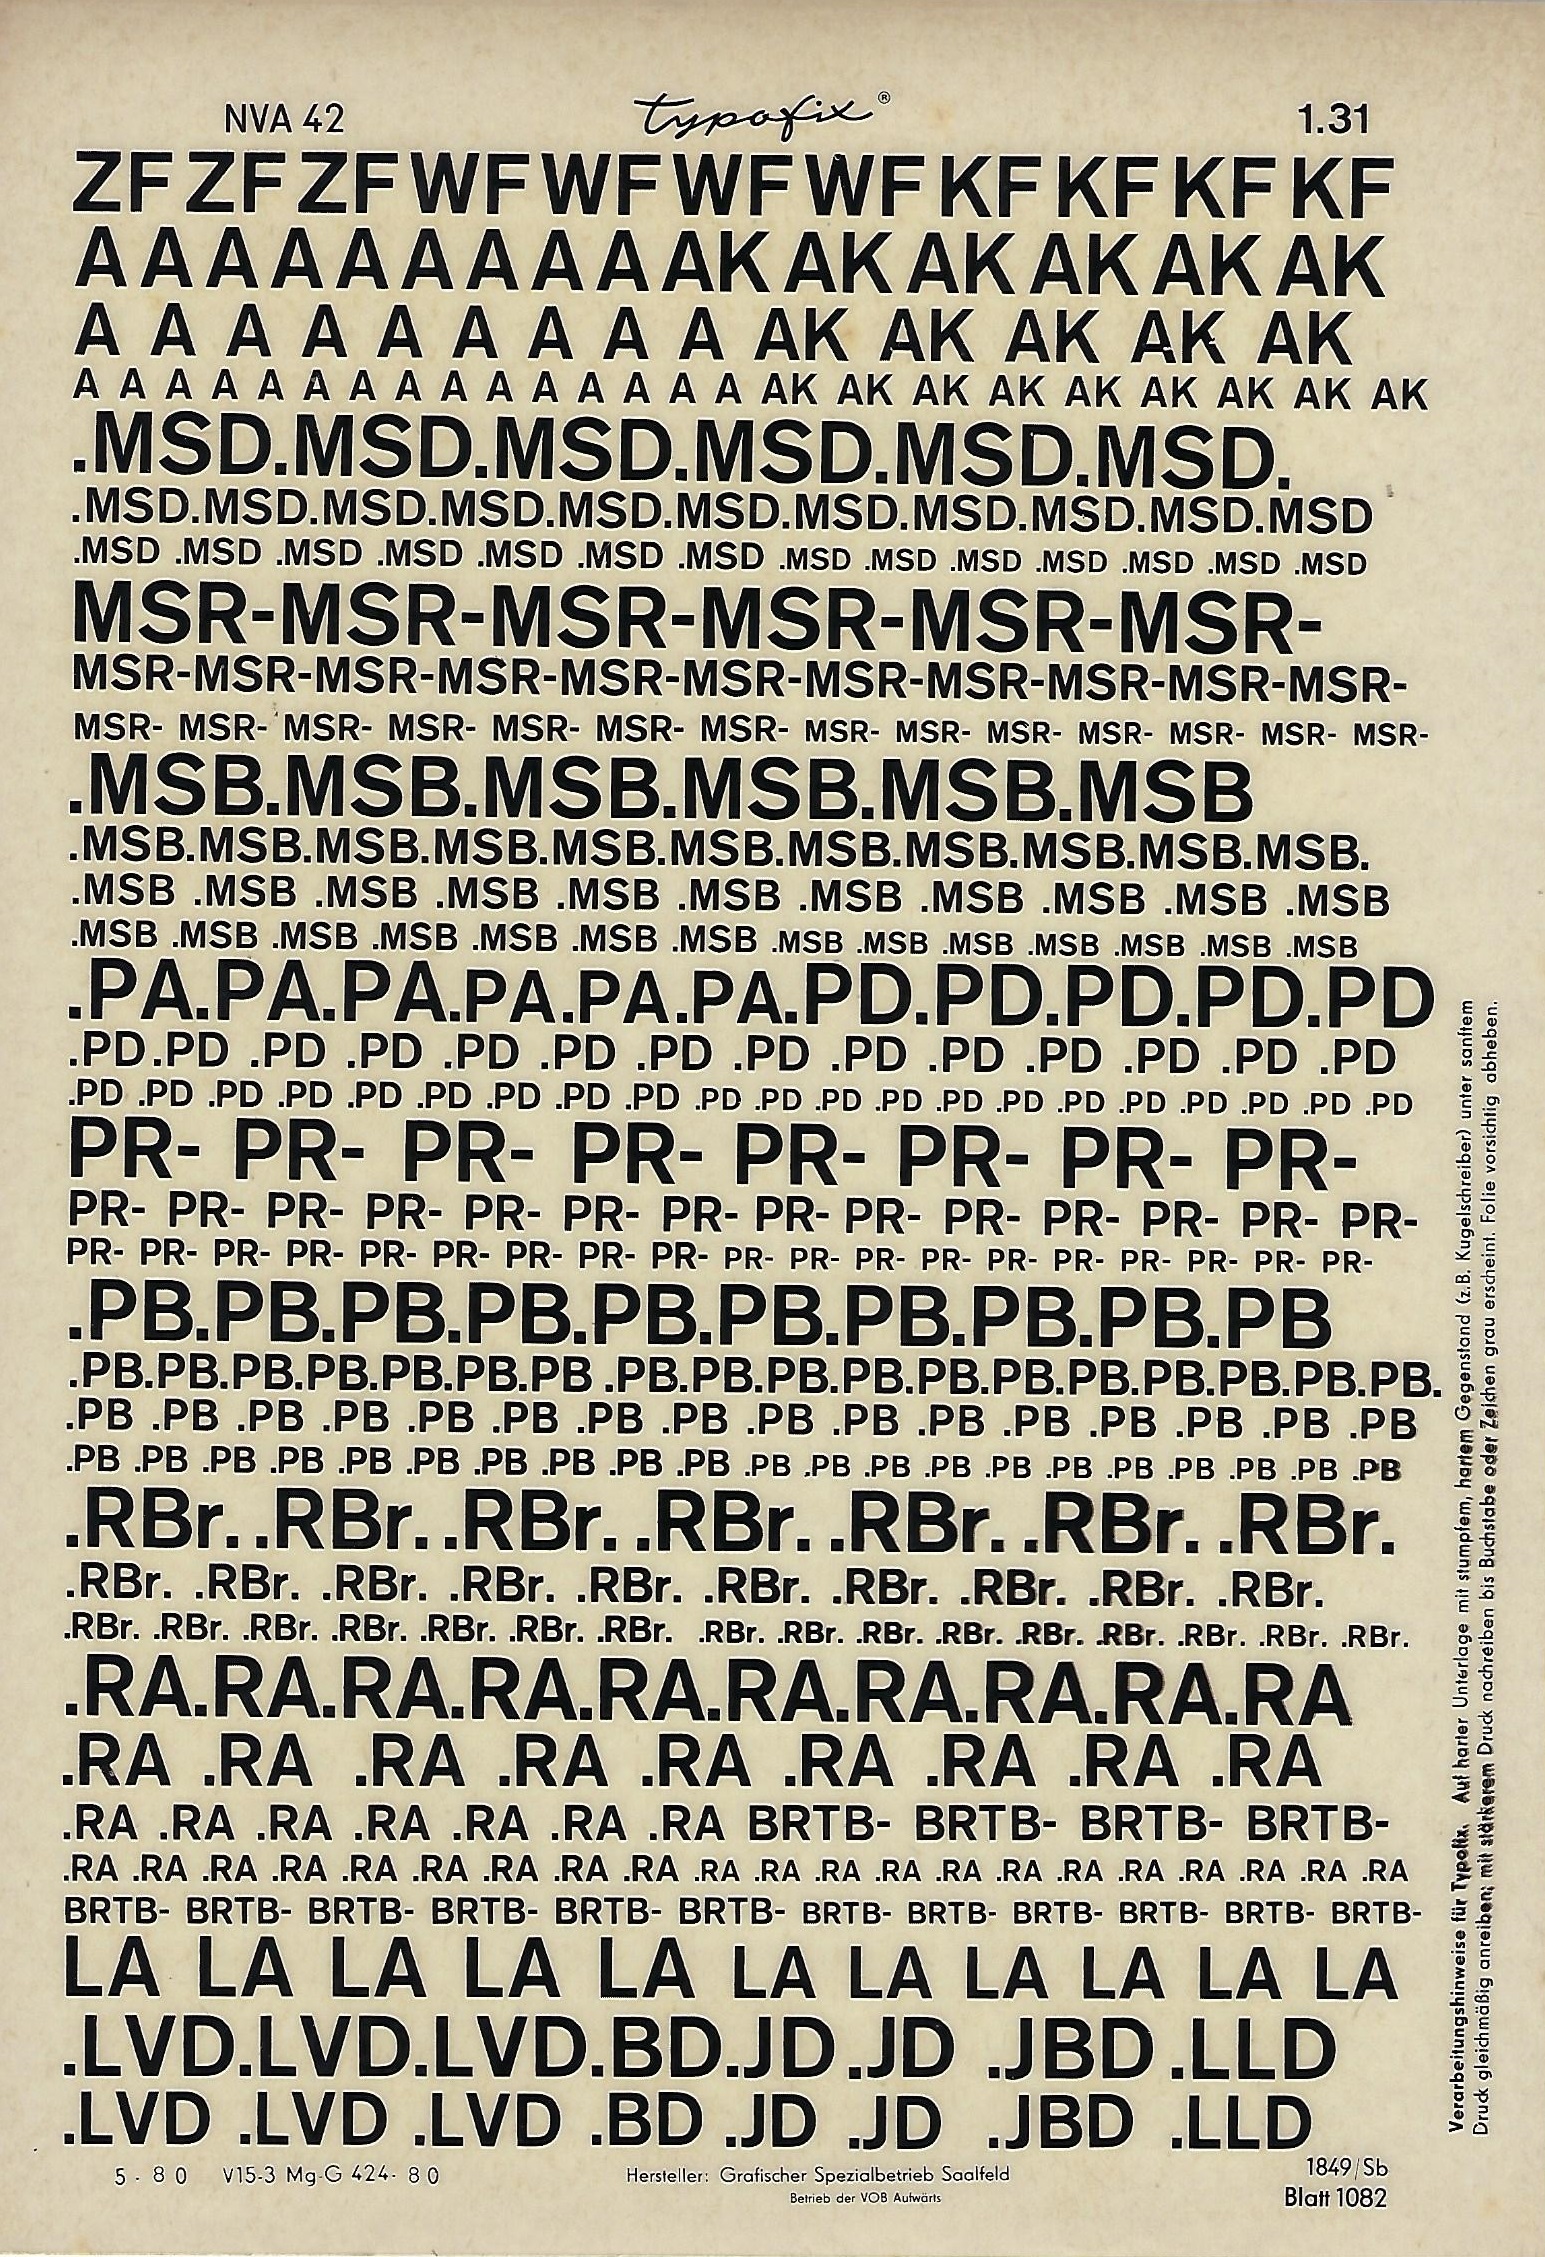 NVA 42 typofix® 1.31
ZF ZF ZF WF WF WF WF KF KF KF KF
A A A A A A A A A AK AK AK AK AK AK
A A A A A A A A A AK AK AK AK AK
A A A A A A A A A A A A A A A AK AK AK AK AK AK AK AK AK
.MSD.MSD.MSD.MSD.MSD.MSD.
.MSD.MSD.MSD.MSD.MSD.MSD.MSD.MSD.MSD.MSD.MSD
.MSD .MSD .MSD .MSD .MSD .MSD .MSD .MSD .MSD .MSD .MSD .MSD .MSD .MSD
MSR-MSR-MSR-MSR-MSR-MSR-
MSR-MSR-MSR-MSR-MSR-MSR-MSR-MSR-MSR-MSR-MSR-
MSR- MSR- MSR- MSR- MSR- MSR- MSR- MSR- MSR- MSR- MSR- MSR- MSR- MSR-
.MSB.MSB.MSB.MSB.MSB.MSB
.MSB.MSB.MSB.MSB.MSB.MSB.MSB.MSB.MSB.MSB.MSB.
.MSB .MSB .MSB .MSB .MSB .MSB .MSB .MSB .MSB .MSB .MSB
.MSB .MSB .MSB .MSB .MSB .MSB .MSB .MSB .MSB .MSB .MSB .MSB .MSB .MSB
.PA.PA.PA.PA.PA.PA.PD.PD.PD.PD.PD
.PD.PD .PD .PD .PD .PD .PD .PD .PD .PD .PD .PD .PD .PD
.PD .PD .PD .PD .PD .PD .PD .PD .PD .PD .PD .PD .PD .PD .PD .PD .PD .PD .PD .PD .PD
PR- PR- PR- PR- PR- PR- PR- PR-
PR- PR- PR- PR- PR- PR- PR- PR- PR- PR- PR- PR- PR- PR-
PR- PR- PR- PR- PR- PR- PR- PR- PR- PR- PR- PR- PR- PR- PR- PR- PR- PR- PR-
.PB.PB.PB.PB.PB.PB.PB.PB.PB.PB
.PB.PB.PB.PB.PB.PB.PB .PB.PB.PB.PB.PB.PB.PB.PB.PB.PB.PB.
.PB .PB .PB .PB .PB .PB .PB .PB .PB .PB .PB .PB .PB .PB .PB .PB
.PB .PB .PB .PB .PB .PB .PB .PB .PB .PB .PB .PB .PB .PB .PB .PB .PB .PB .PB .PB .PB
.RBr. .RBr. .RBr. .RBr. .RBr. .RBr. .RBr.
.RBr. .RBr. .RBr. .RBr. .RBr. .RBr. .RBr. .RBr. .RBr. .RBr.
.RBr. .RBr. .RBr. .RBr. .RBr. .RBr. .RBr. .RBr. .RBr. .RBr. .RBr. .RBr. .RBr. .RBr. .RBr. .RBr.
.RA.RA.RA.RA.RA.RA.RA.RA.RA.RA
.RA .RA .RA .RA .RA .RA .RA .RA .RA
.RA .RA .RA .RA .RA .RA .RA BRTB- BRTB- BRTB- BRTB-
.RA .RA .RA .RA .RA .RA .RA .RA .RA .RA .RA .RA .RA .RA .RA .RA .RA .RA .RA .RA .RA
BRTB- BRTB- BRTB- BRTB- BRTB- BRTB- BRTB- BRTB- BRTB- BRTB- BRTB- BRTB-
LA LA LA LA LA LA LA LA LA LA LA
.LVD.LVD.LVD.BD.JD .JD .JBD .LLD
.LVD .LVD .LVD .BD .JD .JD .JBD .LLD
5 - 80 V15-3 Mg-G 424-80 Hersteller: Grafischer Spezialbetrieb Saalfeld 1849/Sb
Betrieb der VOB Aufwärts Blatt 1082
Verarbeitungshinweise für Typofix. Auf harter Unterlage mit stumpfem, hartem Gegenstand (z.B. Kugelschreiber) unter sanftem
Druck gleichmäßig anreiben; mit stärkerem Druck nachreiben bis Buchstabe oder Zeichen grau erscheint. Folie vorsichtig abheben.